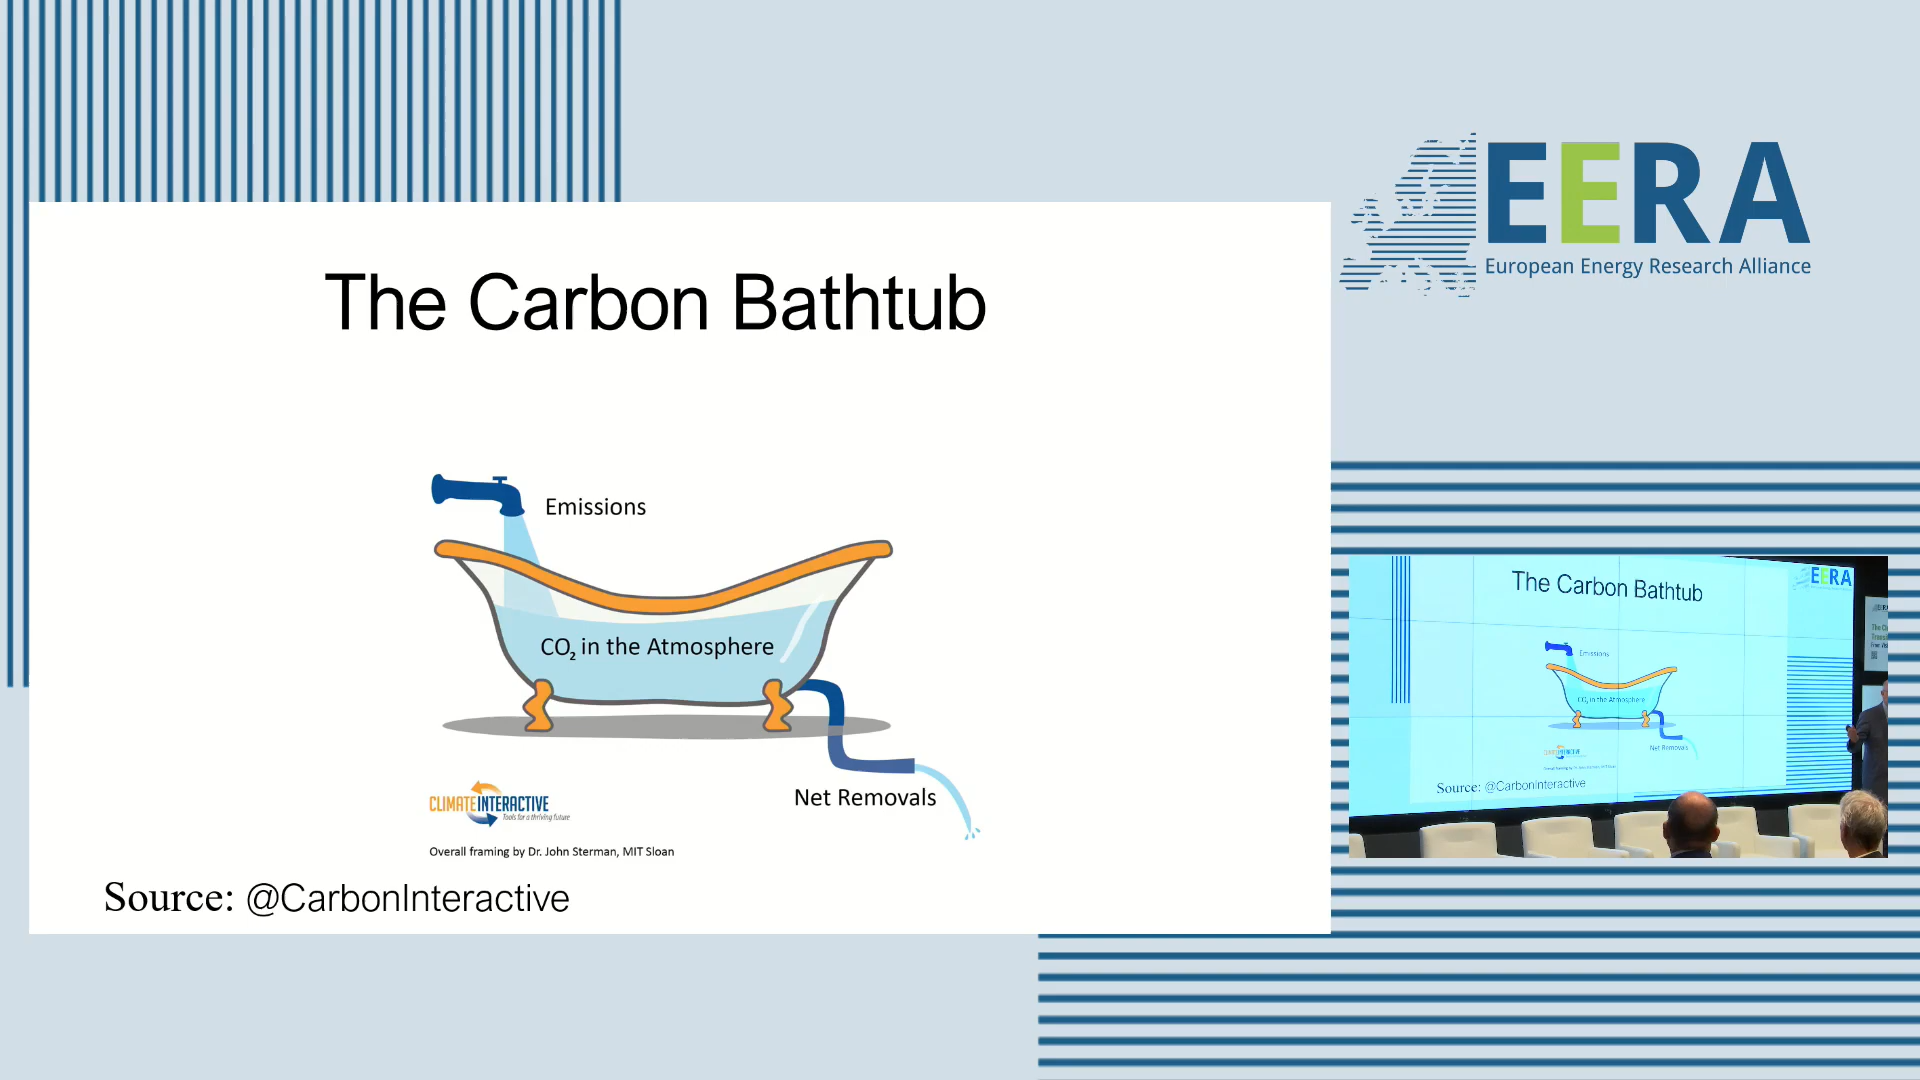 The Carbon Bathtub
Emissions
CO₂ in the Atmosphere
Net Removals
CLIMATEINTERACTIVE
Tools for a thriving future
Overall framing by Dr. John Sterman, MIT Sloan
Source: @CarbonInteractive
EERA
European Energy Research Alliance
The Carbon Bathtub
EERA
Emissions
CO₂ in the Atmosphere
Net Removals
Source: @CarbonInteractive